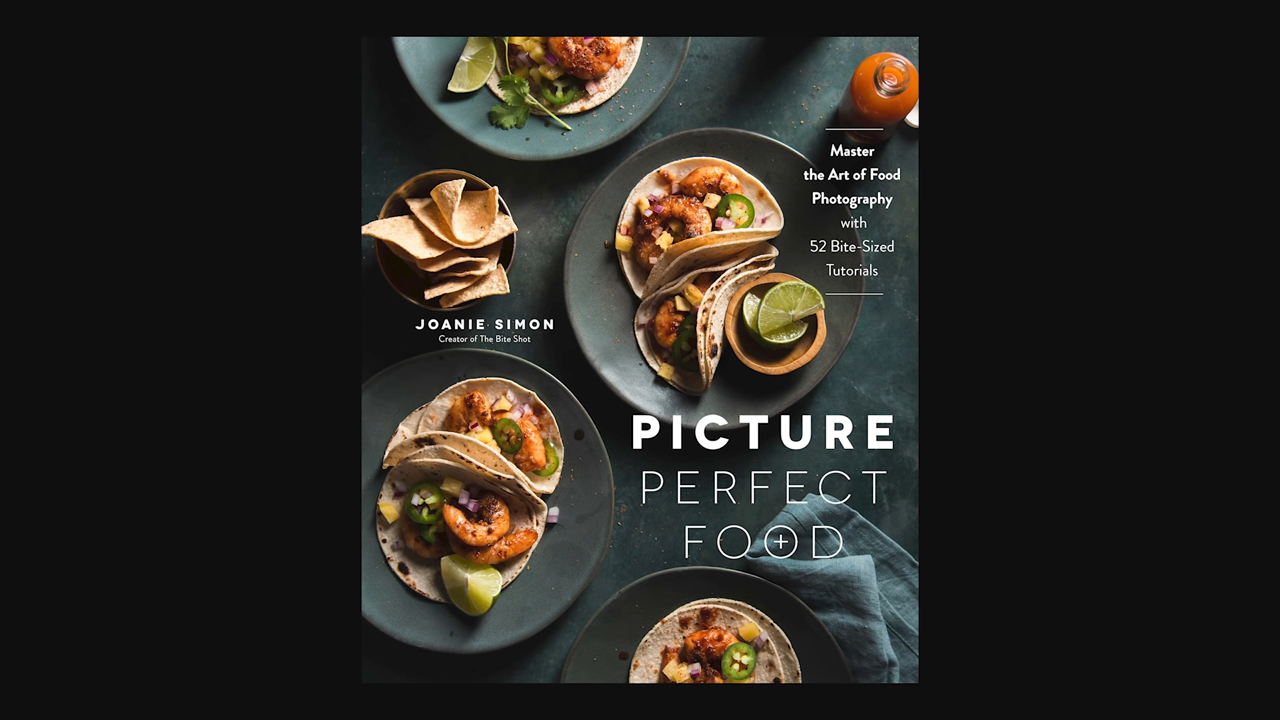 Master
the Art of Food
Photography
with
52 Bite-Sized
Tutorials
JOANIE SIMON
Creator of The Bite Shot
PICTURE
PERFECT
FOOD